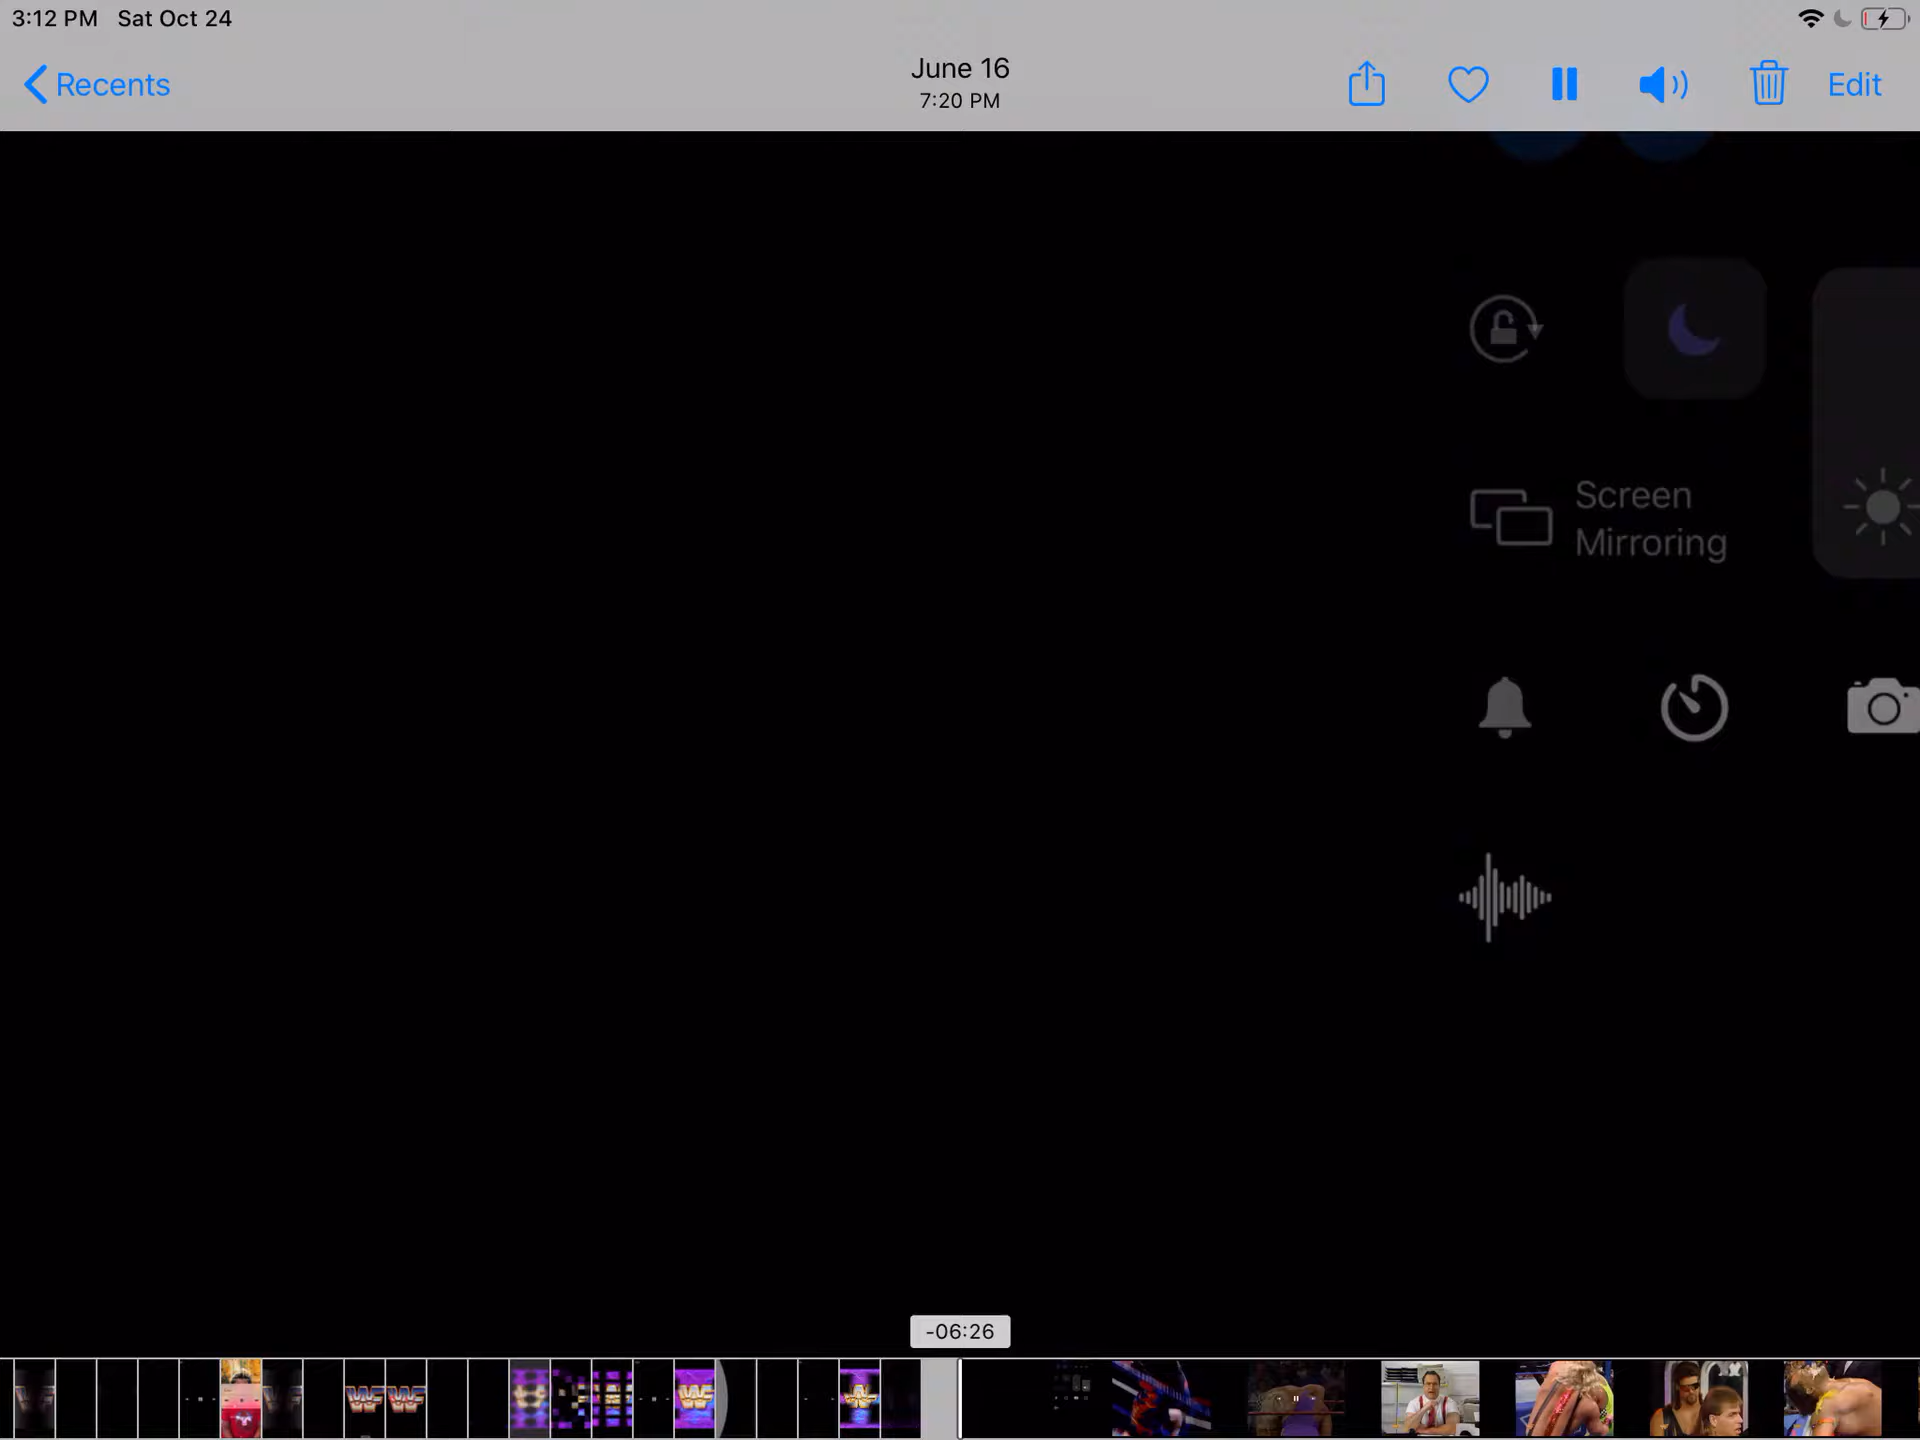 3:12 PM Sat Oct 24
Recents
June 16
7:20 PM
Edit
Screen
Mirroring
-06:26